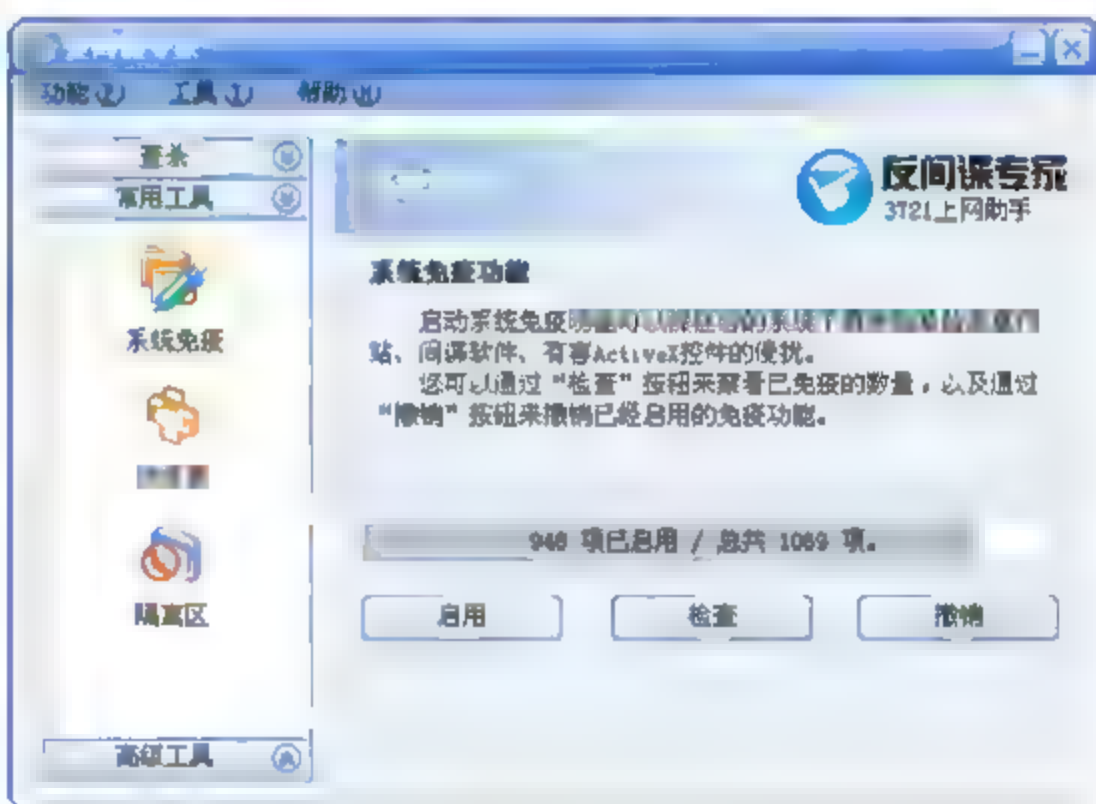 功能(F) 工具(T) 帮助(H)
查杀
常用工具
反间谍专家
3721上网助手
系统免疫功能
启动系统免疫
站、间谍软件、有害ActiveX控件的侵扰。
您可以通过“检查”按钮来察看已免疫的数量，以及通过
“撤销”按钮来撤销已经启用的免疫功能。
系统免疫
项已启用 / 总共 1069 项。
隔离区
启用 检查 撤销
高级工具